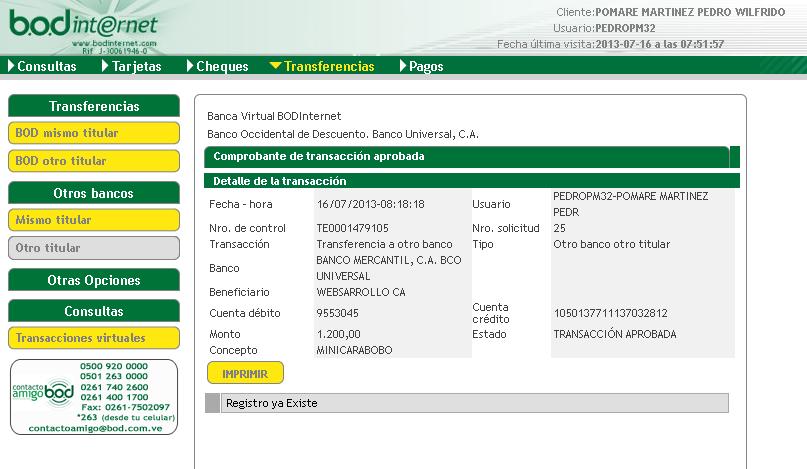 bodinternet
www.bodinternet.com
Rif J-30061946-0
Cliente:POMARE MARTINEZ PEDRO WILFRIDO
Usuario:PEDROPM32
Fecha última visita:2013-07-16 a las 07:51:57
Consultas Tarjetas Cheques Transferencias Pagos
Transferencias
BOD mismo titular
BOD otro titular
Otros bancos
Mismo titular
Otro titular
Otras Opciones
Consultas
Transacciones virtuales
contacto
amigobod
0500 920 0000
0501 263 0000
0261 740 2600
0261 400 1700
Fax: 0261-7502097
*263 (desde tu celular)
contactoamigo@bod.com.ve
Banca Virtual BODInternet
Banco Occidental de Descuento. Banco Universal, C.A.
Comprobante de transacción aprobada
Detalle de la transacción
Fecha - hora 16/07/2013-08:18:18 Usuario PEDROPM32-POMARE MARTINEZ
PEDR
Nro. de control TE0001479105 Nro. solicitud 25
Transacción Transferencia a otro banco Tipo Otro banco otro titular
Banco BANCO MERCANTIL, C.A. BCO
UNIVERSAL
Beneficiario WEBSARROLLO CA
Cuenta débito 9553045 Cuenta
crédito 1050137711137032812
Monto 1.200,00 Estado TRANSACCIÓN APROBADA
Concepto MINICARABOBO
IMPRIMIR
Registro ya Existe